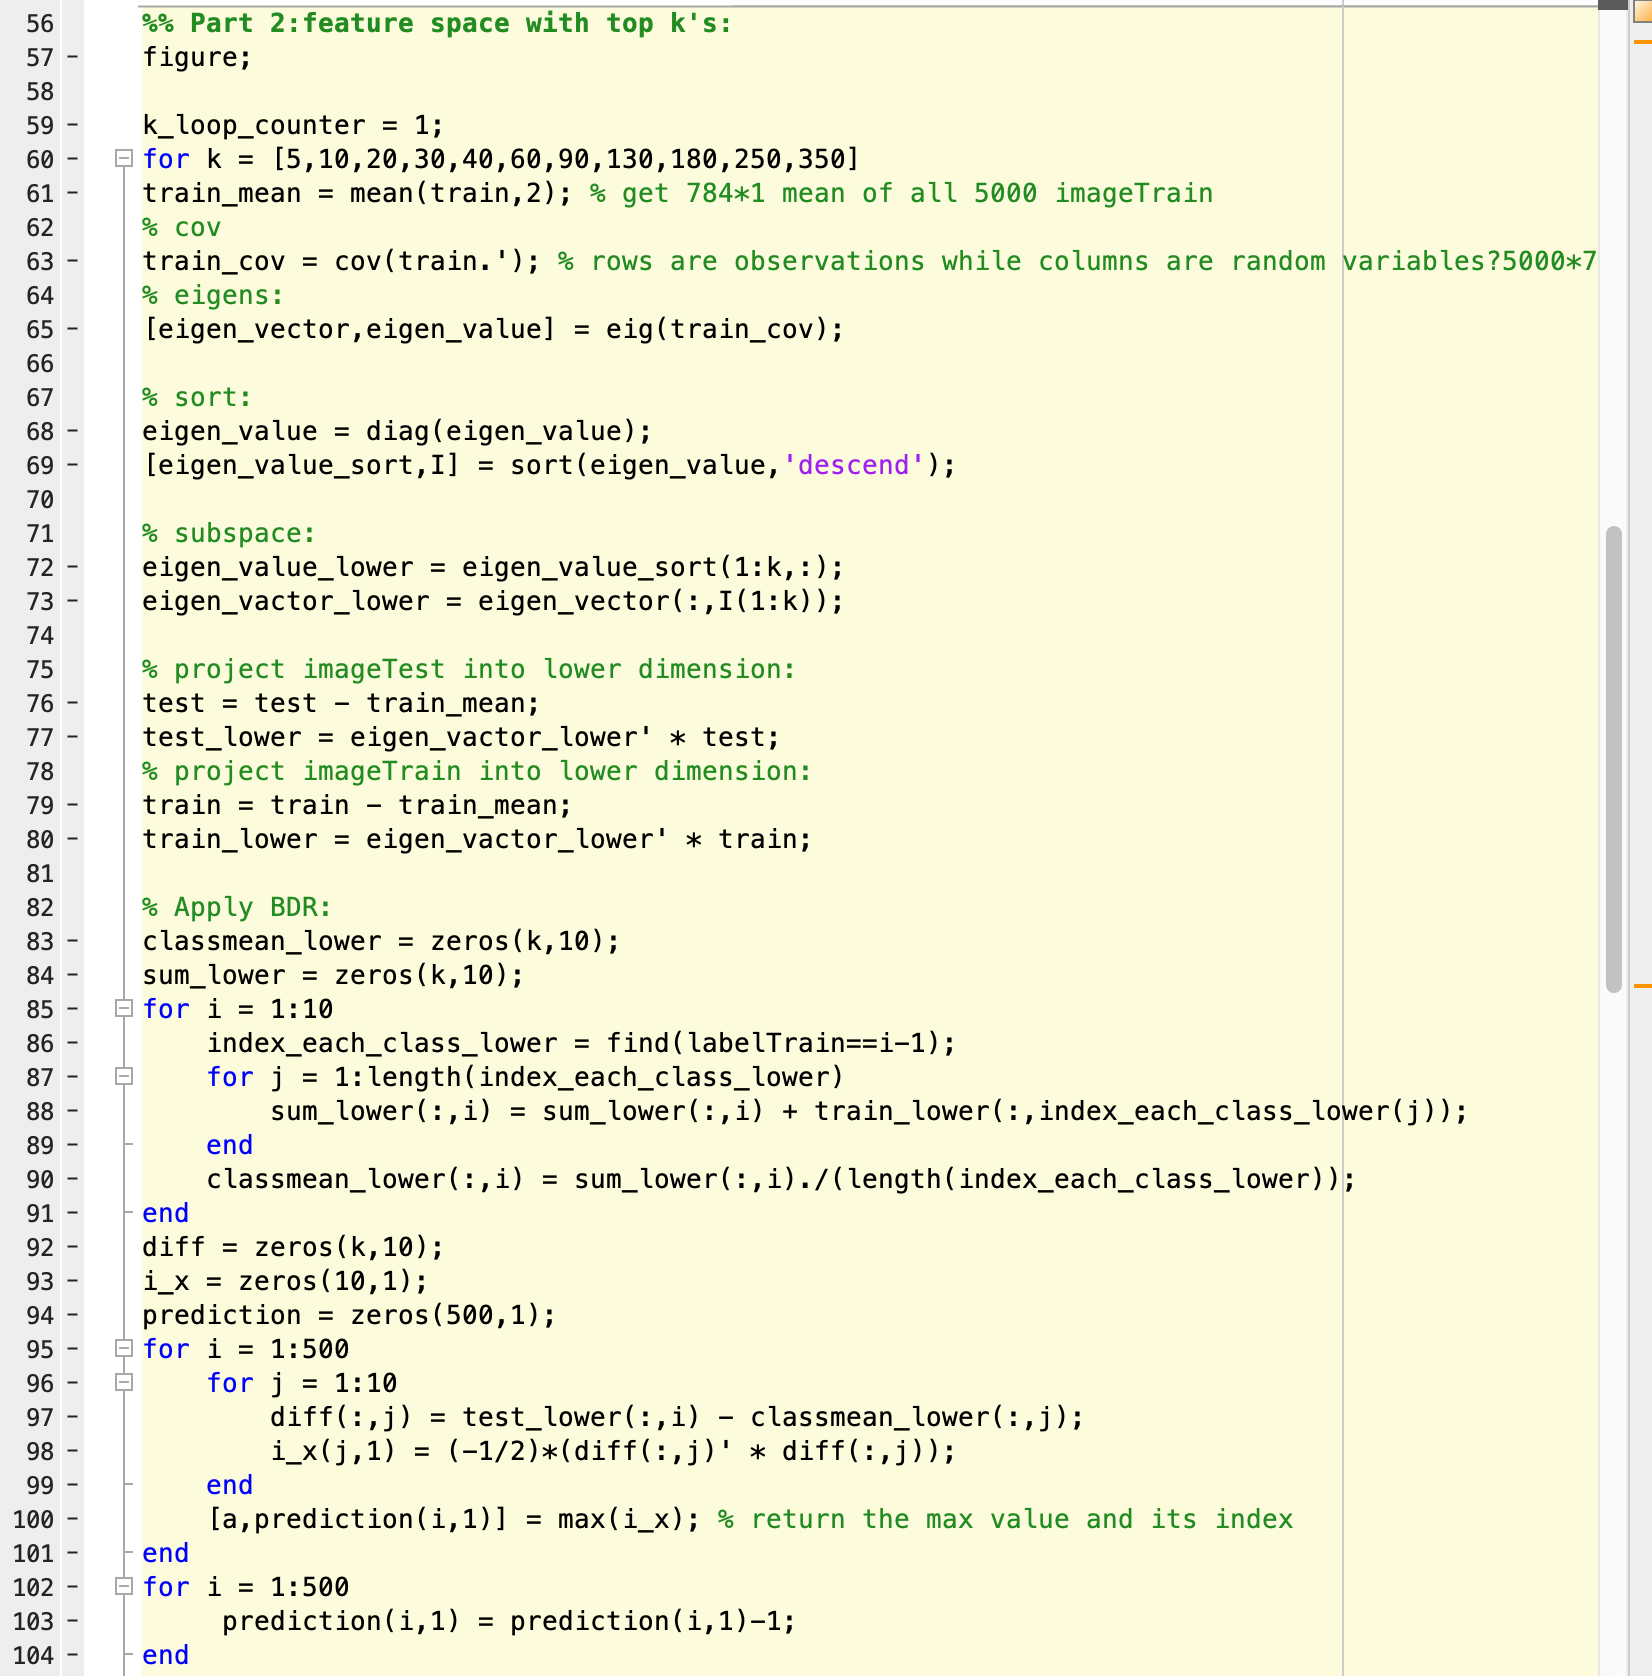 56 %% Part 2:feature space with top k's:
57 - figure;
58
59 - k_loop_counter = 1;
60 - for k = [5,10,20,30,40,60,90,130,180,250,350]
61 - train_mean = mean(train,2); % get 784*1 mean of all 5000 imageTrain
62 % cov
63 - train_cov = cov(train.'); % rows are observations while columns are random variables?5000*7
64 % eigens:
65 - [eigen_vector,eigen_value] = eig(train_cov);
66
67 % sort:
68 - eigen_value = diag(eigen_value);
69 - [eigen_value_sort,I] = sort(eigen_value,'descend');
70
71 % subspace:
72 - eigen_value_lower = eigen_value_sort(1:k,:);
73 - eigen_vactor_lower = eigen_vector(:,I(1:k));
74
75 % project imageTest into lower dimension:
76 - test = test - train_mean;
77 - test_lower = eigen_vactor_lower' * test;
78 % project imageTrain into lower dimension:
79 - train = train - train_mean;
80 - train_lower = eigen_vactor_lower' * train;
81
82 % Apply BDR:
83 - classmean_lower = zeros(k,10);
84 - sum_lower = zeros(k,10);
85 - for i = 1:10
86 - index_each_class_lower = find(labelTrain==i-1);
87 - for j = 1:length(index_each_class_lower)
88 - sum_lower(:,i) = sum_lower(:,i) + train_lower(:,index_each_class_lower(j));
89 - end
90 - classmean_lower(:,i) = sum_lower(:,i)./(length(index_each_class_lower));
91 - end
92 - diff = zeros(k,10);
93 - i_x = zeros(10,1);
94 - prediction = zeros(500,1);
95 - for i = 1:500
96 - for j = 1:10
97 - diff(:,j) = test_lower(:,i) - classmean_lower(:,j);
98 - i_x(j,1) = (-1/2)*(diff(:,j)' * diff(:,j));
99 - end
100 - [a,prediction(i,1)] = max(i_x); % return the max value and its index
101 - end
102 - for i = 1:500
103 - prediction(i,1) = prediction(i,1)-1;
104 - end